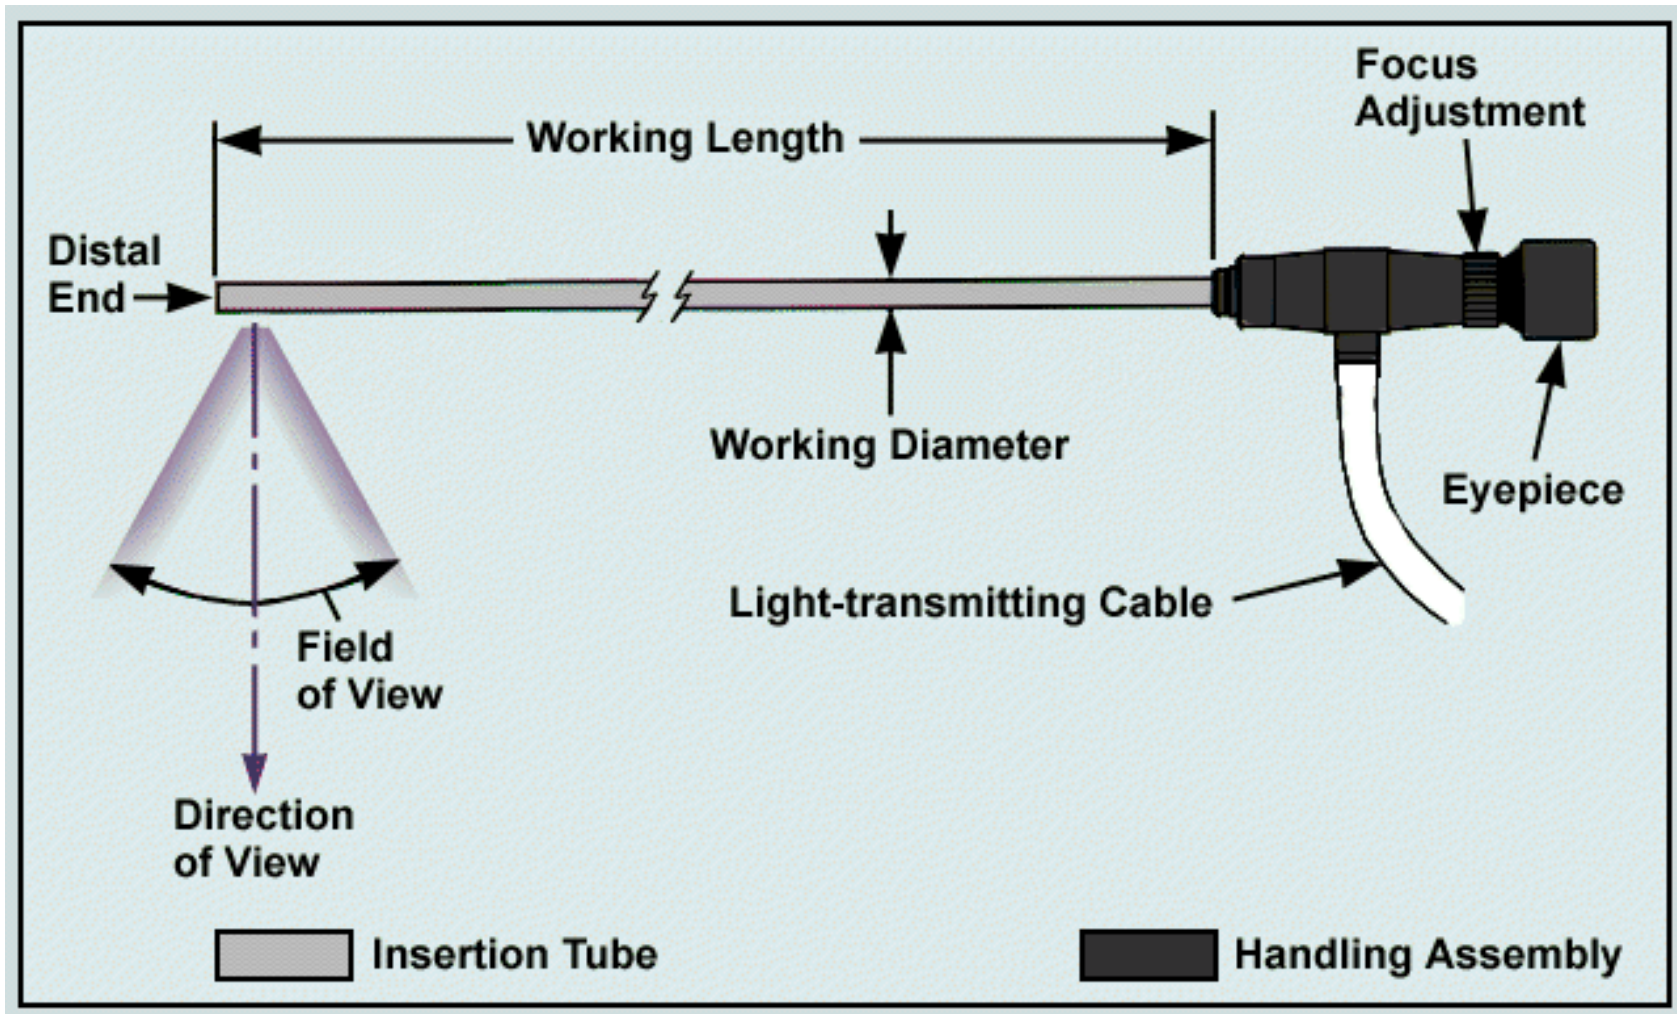 Focus
Adjustment
Working Length
Distal
End
Working Diameter
Eyepiece
Light-transmitting Cable
Field
of View
Direction
of View
Insertion Tube
Handling Assembly